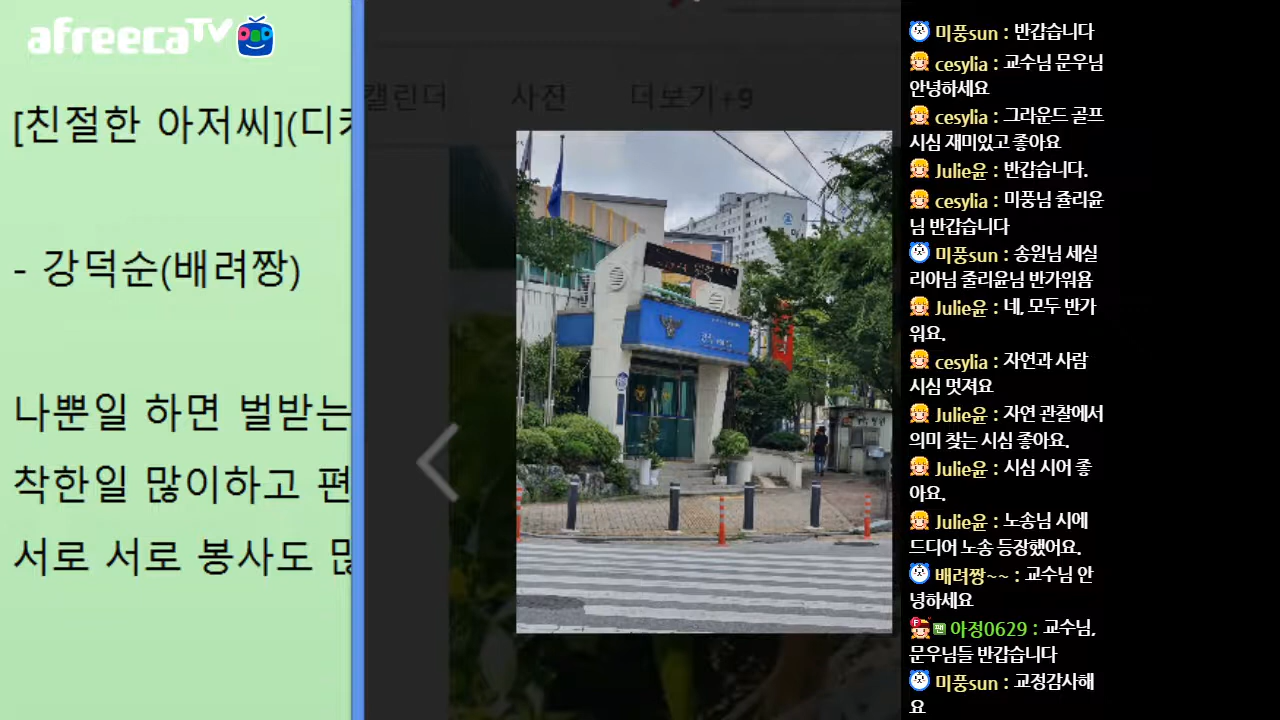 afreecaTV
[친절한 아저씨](디카
- 강덕순(배려짱)
나뿐일 하면 벌받는
착한일 많이하고 편
서로 서로 봉사도 많
캘린더 사진 더보기+9
미풍sun : 반갑습니다
cesylia : 교수님 문우님
안녕하세요
cesylia : 그라운드 골프
시심 재미있고 좋아요
Julie윤 : 반갑습니다.
cesylia : 미풍님 쥴리윤
님 반갑습니다
미풍sun : 송원님 세실
리아님 줄리윤님 반가워욤
Julie윤 : 네, 모두 반가
워요.
cesylia : 자연과 사람
시심 멋져요
Julie윤 : 자연 관찰에서
의미 찾는 시심 좋아요.
Julie윤 : 시심 시어 좋
아요.
Julie윤 : 노송님 시에
드디어 노송 등장했어요.
배려짱~~ : 교수님 안
녕하세요
아정0629 : 교수님,
문우님들 반갑습니다
미풍sun : 교정감사해
요